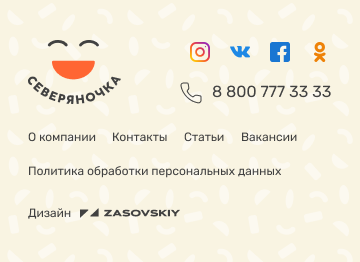 СЕВЕРЯНОЧКА
8 800 777 33 33
О компании Контакты Статьи Вакансии
Политика обработки персональных данных
Дизайн ZASOVSKIY